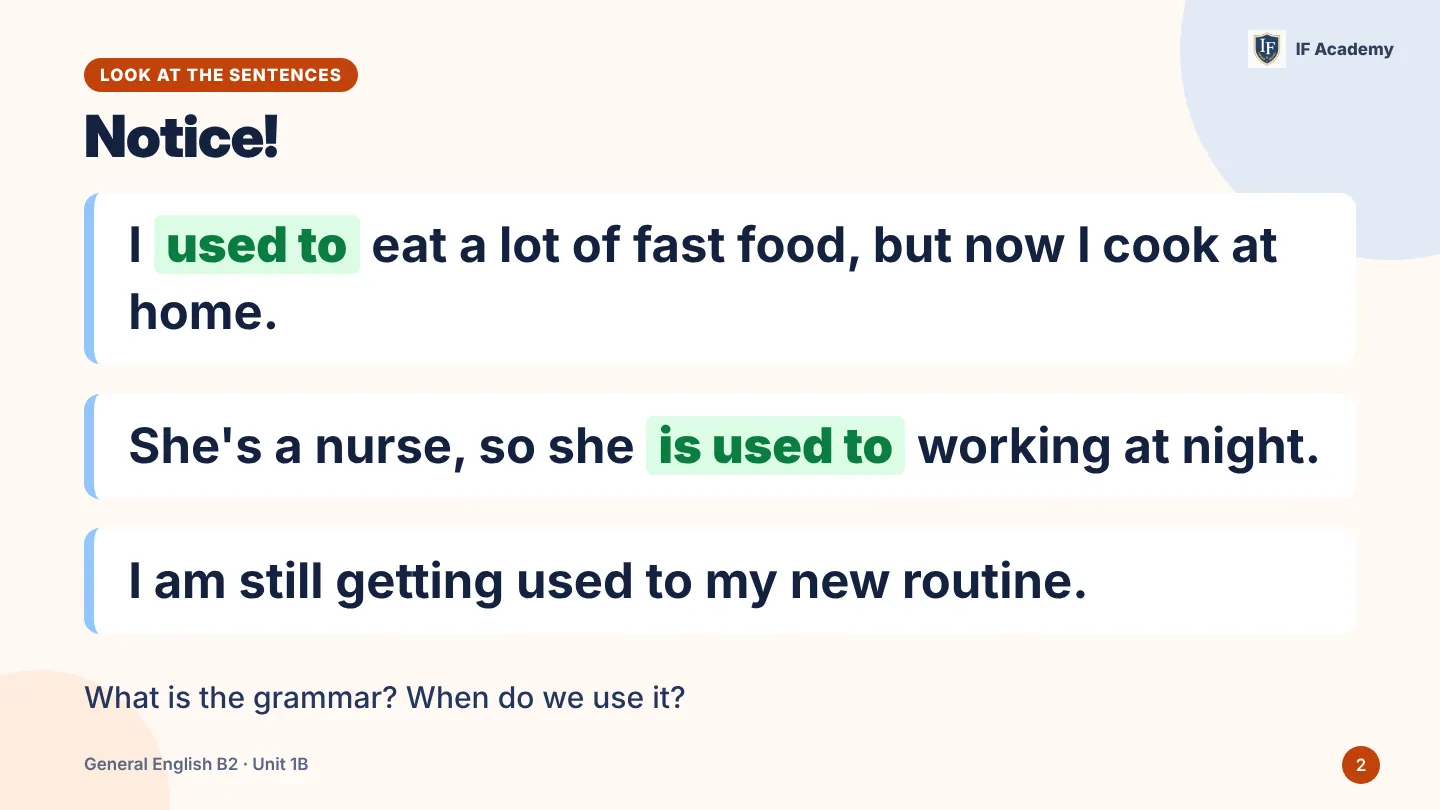 IF
IF Academy
LOOK AT THE SENTENCES
Notice!
I used to eat a lot of fast food, but now I cook at
home.
She's a nurse, so she is used to working at night.
I am still getting used to my new routine.
What is the grammar? When do we use it?
General English B2 · Unit 1B
2